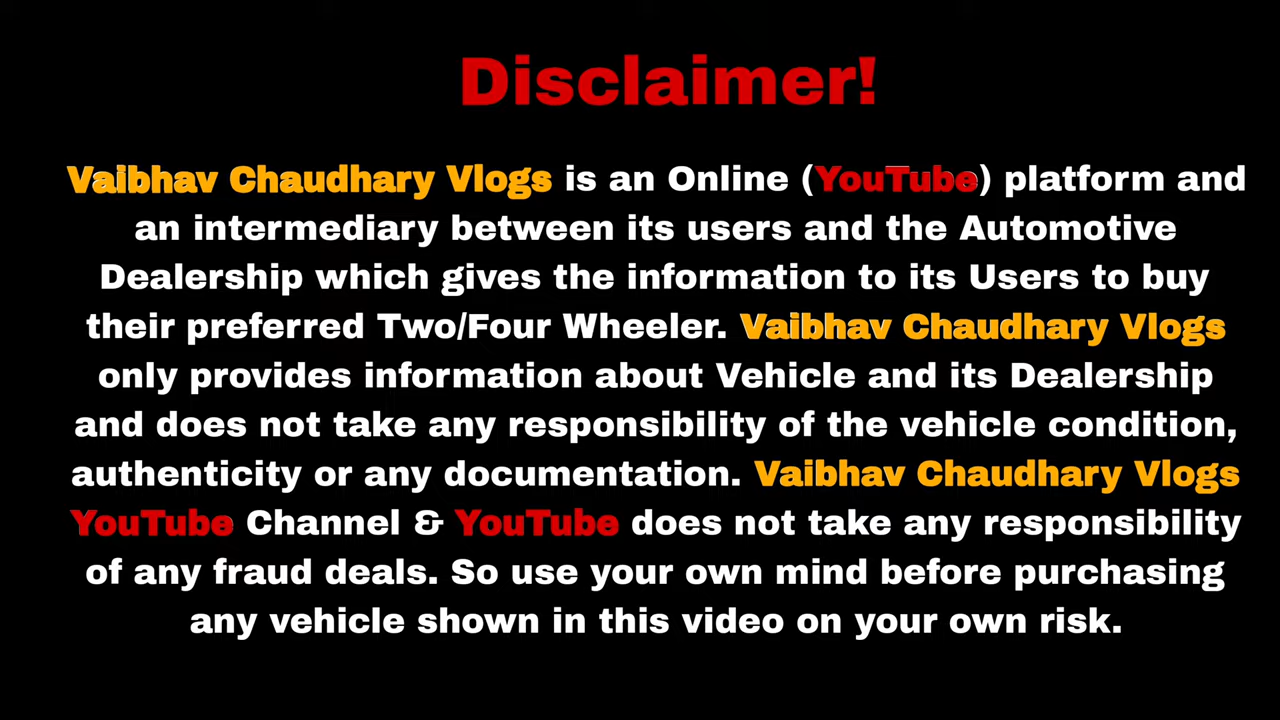 Disclaimer!
Vaibhav Chaudhary Vlogs is an Online (YouTube) platform and
an intermediary between its users and the Automotive
Dealership which gives the information to its Users to buy
their preferred Two/Four Wheeler. Vaibhav Chaudhary Vlogs
only provides information about Vehicle and its Dealership
and does not take any responsibility of the vehicle condition,
authenticity or any documentation. Vaibhav Chaudhary Vlogs
YouTube Channel & YouTube does not take any responsibility
of any fraud deals. So use your own mind before purchasing
any vehicle shown in this video on your own risk.